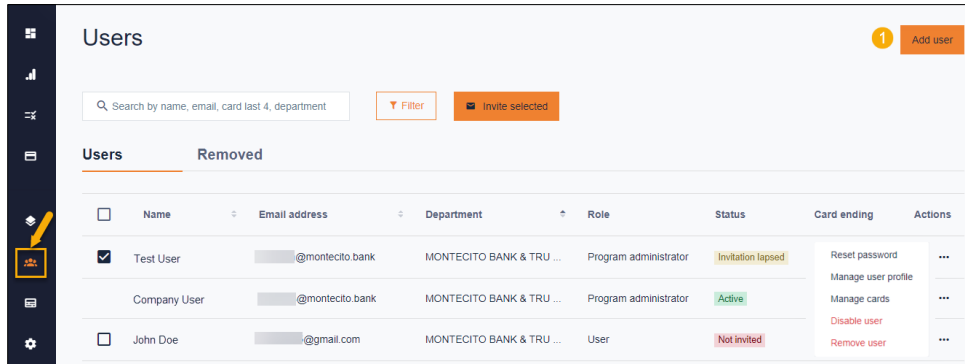 Users
1 Add user
Search by name, email, card last 4, department Filter Invite selected
Users Removed
Name Email address Department Role Status Card ending Actions
Test User @montecito.bank MONTECITO BANK & TRU ... Program administrator Invitation lapsed Reset password ...
Manage user profile
Company User @montecito.bank MONTECITO BANK & TRU ... Program administrator Active Manage cards ...
Disable user
John Doe @gmail.com MONTECITO BANK & TRU ... User Not invited Remove user ...